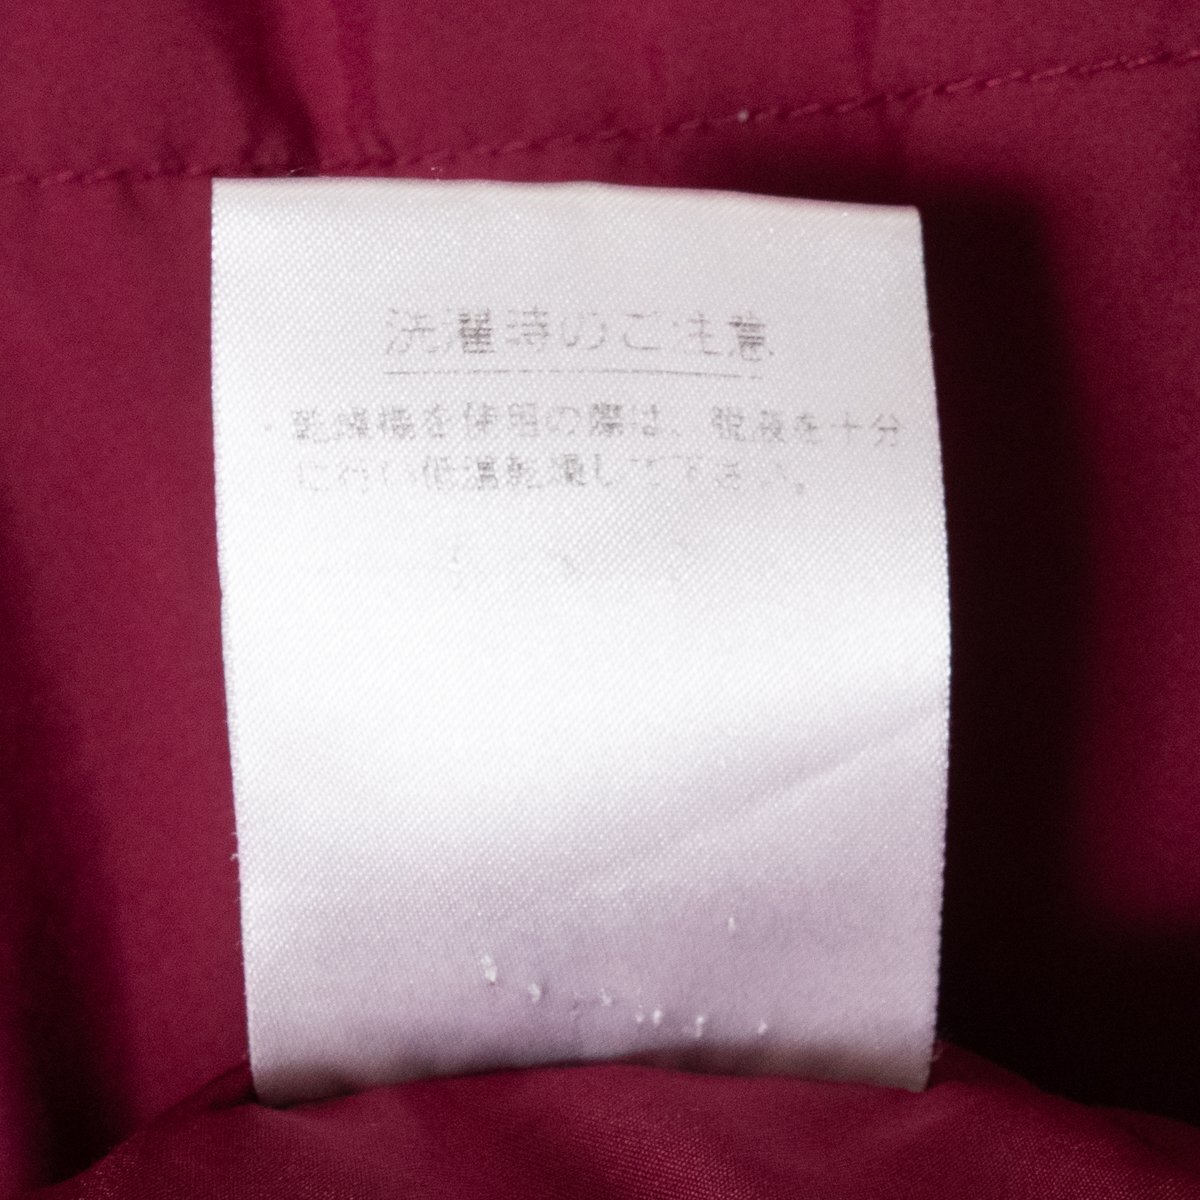 洗濯時のご注意
・乾燥機を使用の際は、脱液を十分
に行い低温乾燥して下さい。